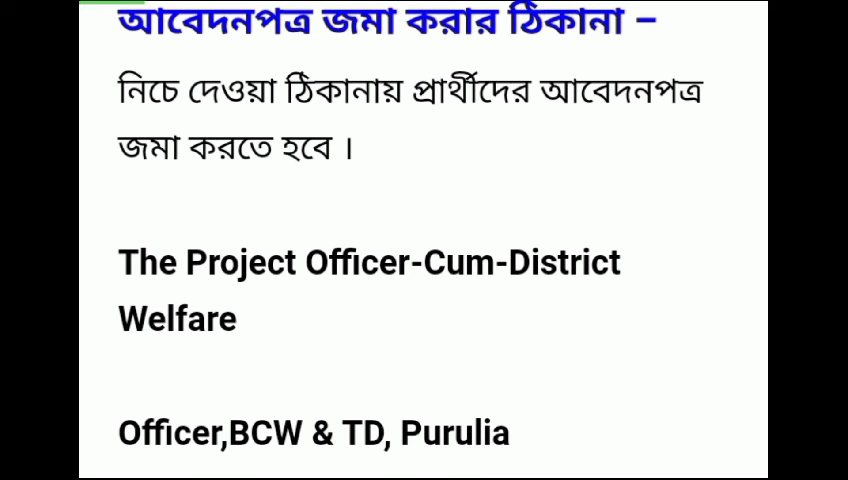 আবেদনপত্র জমা করার ঠিকানা –
নিচে দেওয়া ঠিকানায় প্রার্থীদের আবেদনপত্র
জমা করতে হবে ।
The Project Officer-Cum-District
Welfare
Officer,BCW & TD, Purulia